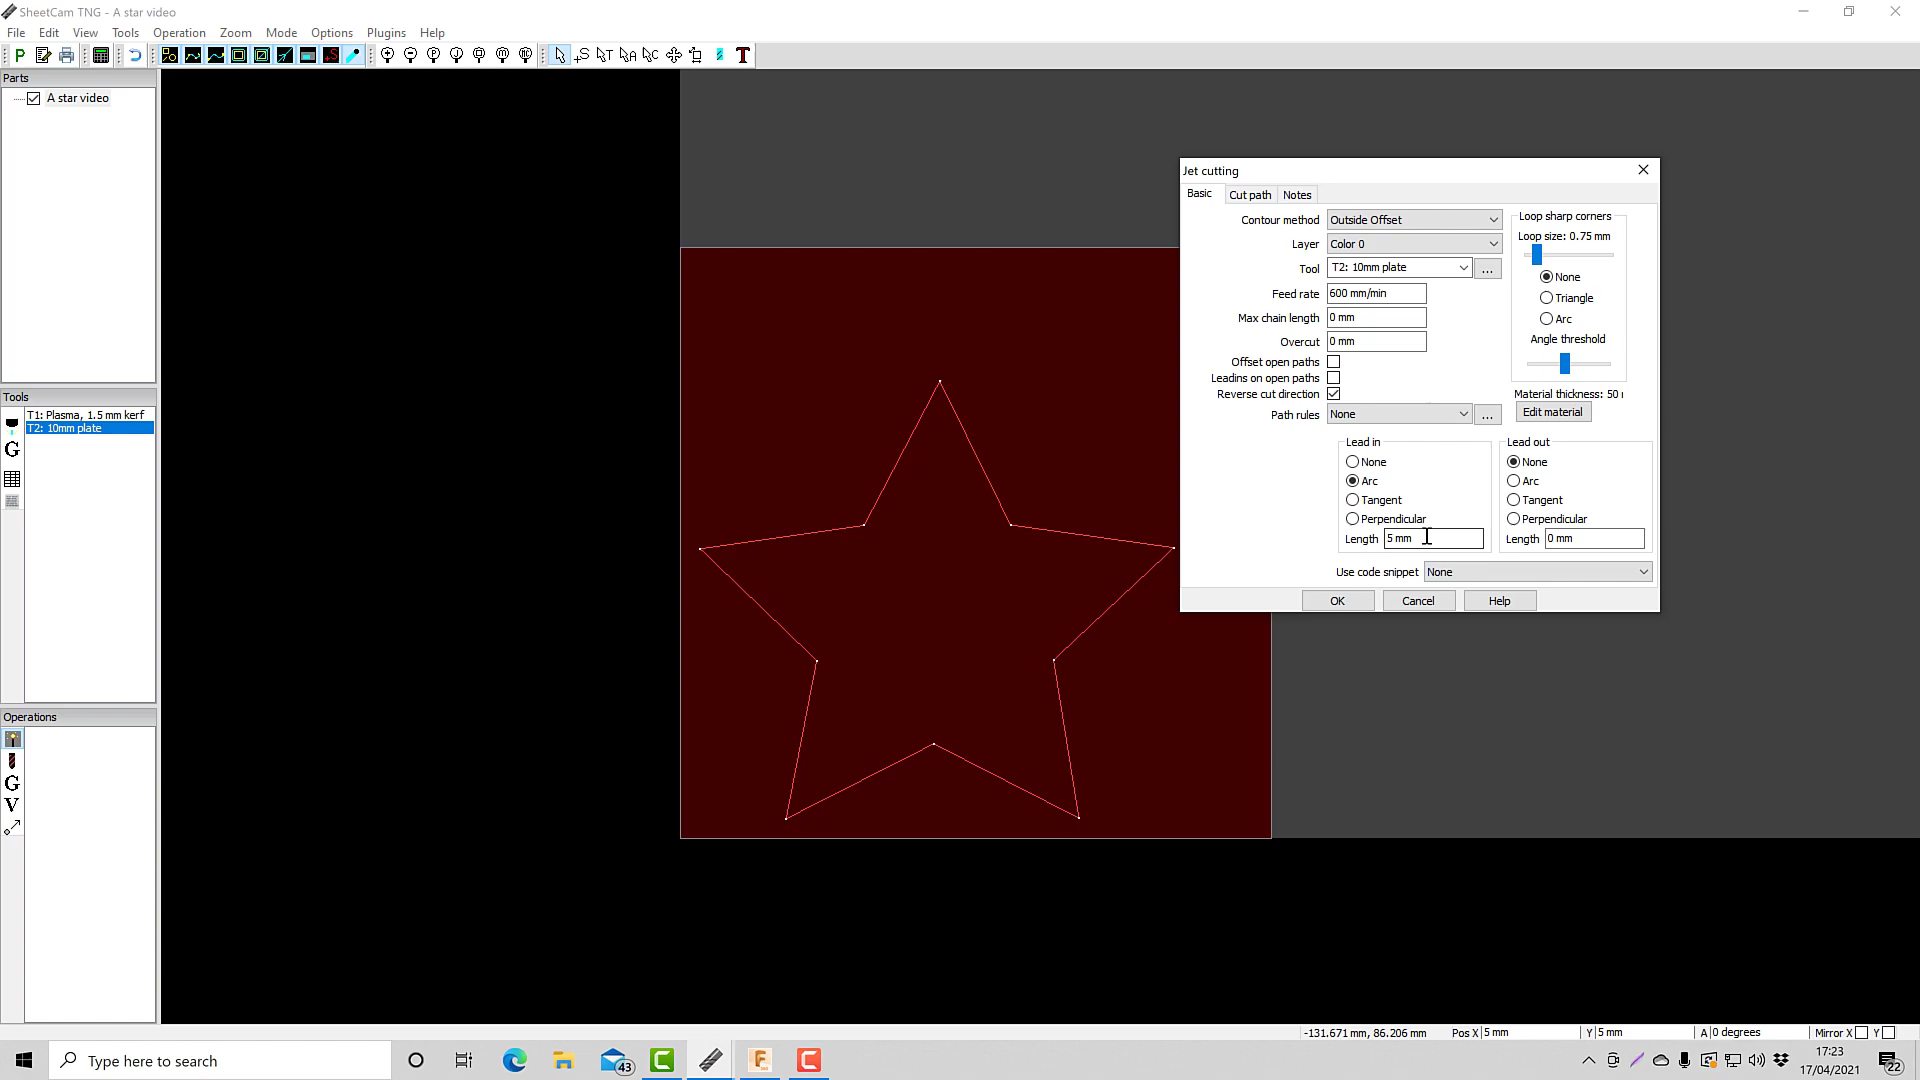 SheetCam TNG - A star video
File Edit View Tools Operation Zoom Mode Options Plugins Help
Parts
A star video
Tools
T1: Plasma, 1.5 mm kerf
T2: 10mm plate
Operations
Jet cutting
Basic Cut path Notes
Contour method Outside Offset
Layer Color 0
Tool T2: 10mm plate ...
Feed rate 600 mm/min
Max chain length 0 mm
Overcut 0 mm
Offset open paths
Leadins on open paths
Reverse cut direction
Path rules None ...
Loop sharp corners
Loop size: 0.75 mm
None
Triangle
Arc
Angle threshold
Material thickness: 50
Edit material
Lead in
None
Arc
Tangent
Perpendicular
Length 5 mm
Lead out
None
Arc
Tangent
Perpendicular
Length 0 mm
Use code snippet None
OK Cancel Help
-131.671 mm, 86.206 mm Pos X 5 mm Y 5 mm A 0 degrees Mirror X Y
Type here to search
43
17:23
17/04/2021
22